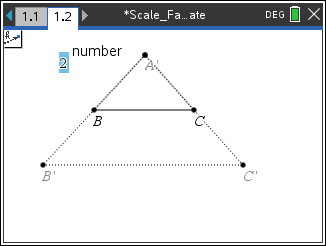 1.1 1.2 *Scale_Fa...ate DEG
2 number
A'
B C
B' C'